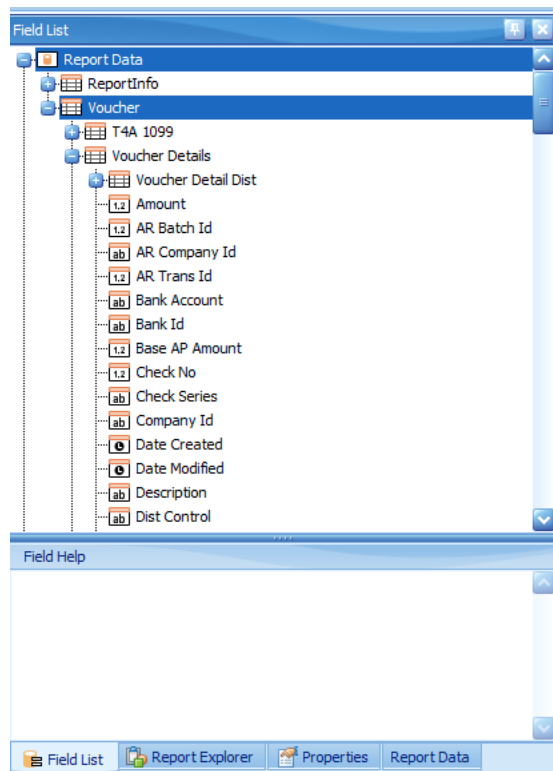 Field List
Report Data
ReportInfo
Voucher
T4A 1099
Voucher Details
Voucher Detail Dist
1,2 Amount
1,2 AR Batch Id
ab AR Company Id
1,2 AR Trans Id
ab Bank Account
ab Bank Id
1,2 Base AP Amount
1,2 Check No
ab Check Series
ab Company Id
Date Created
Date Modified
ab Description
ab Dist Control
Field Help
Field List Report Explorer Properties Report Data